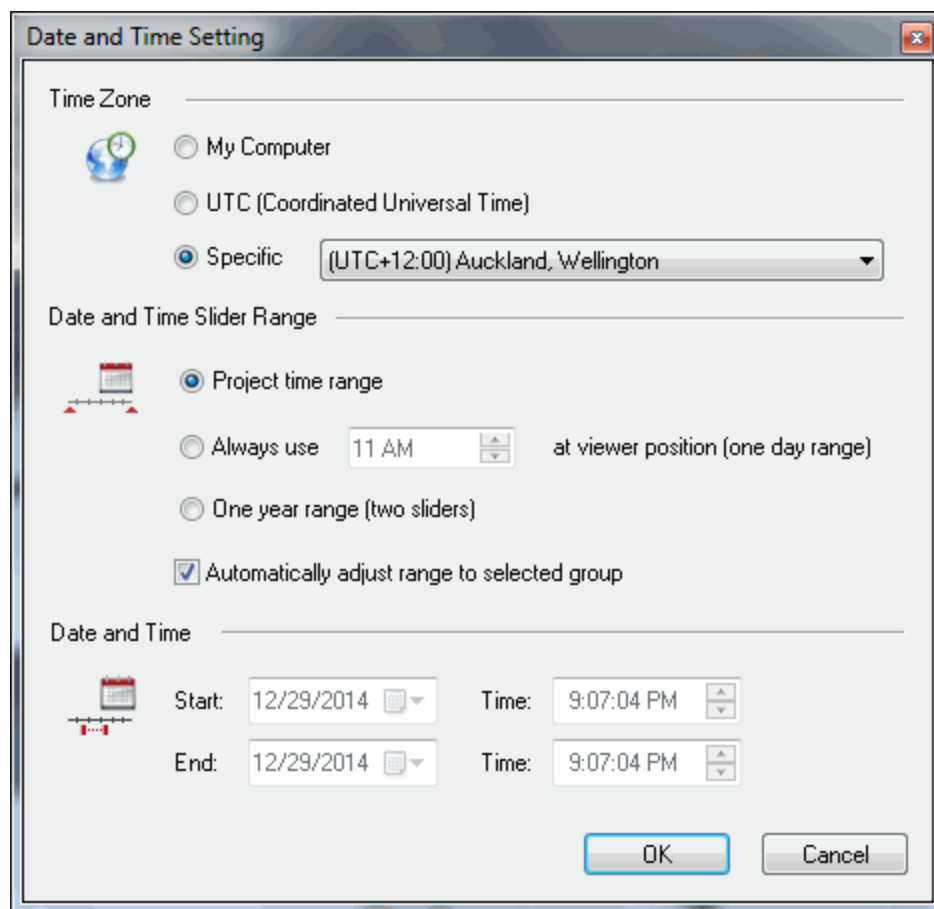 Date and Time Setting
Time Zone
My Computer
UTC (Coordinated Universal Time)
Specific (UTC+12:00) Auckland, Wellington
Date and Time Slider Range
Project time range
Always use 11 AM at viewer position (one day range)
One year range (two sliders)
Automatically adjust range to selected group
Date and Time
Start: 12/29/2014 Time: 9:07:04 PM
End: 12/29/2014 Time: 9:07:04 PM
OK Cancel